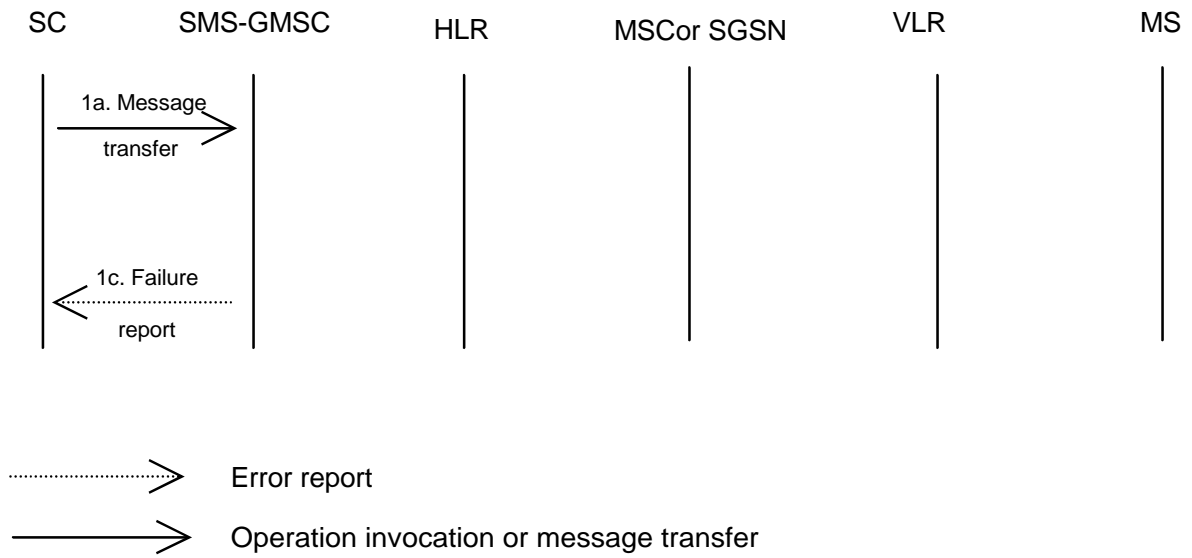 SC SMS-GMSC HLR MSCor SGSN VLR MS
1a. Message
transfer
1c. Failure
report
Error report
Operation invocation or message transfer